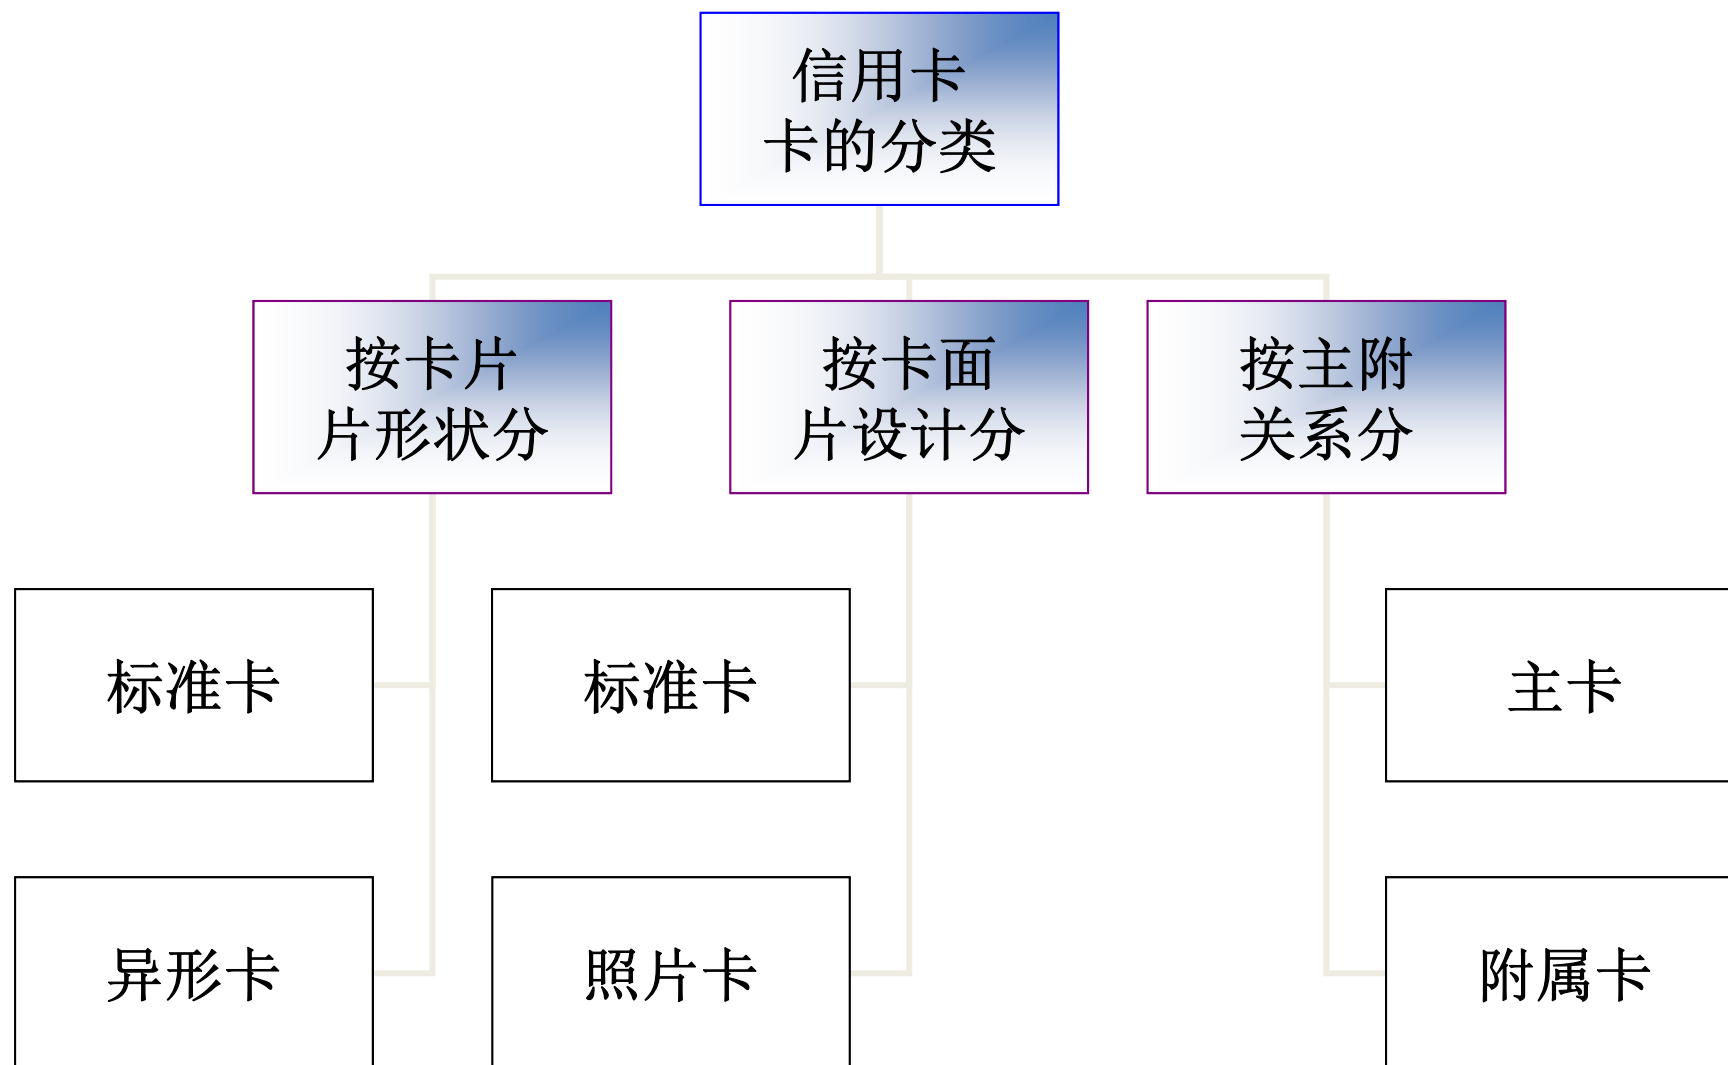 信用卡
卡的分类
按卡片
片形状分
按卡面
片设计分
按主附
关系分
标准卡
标准卡
主卡
异形卡
照片卡
附属卡